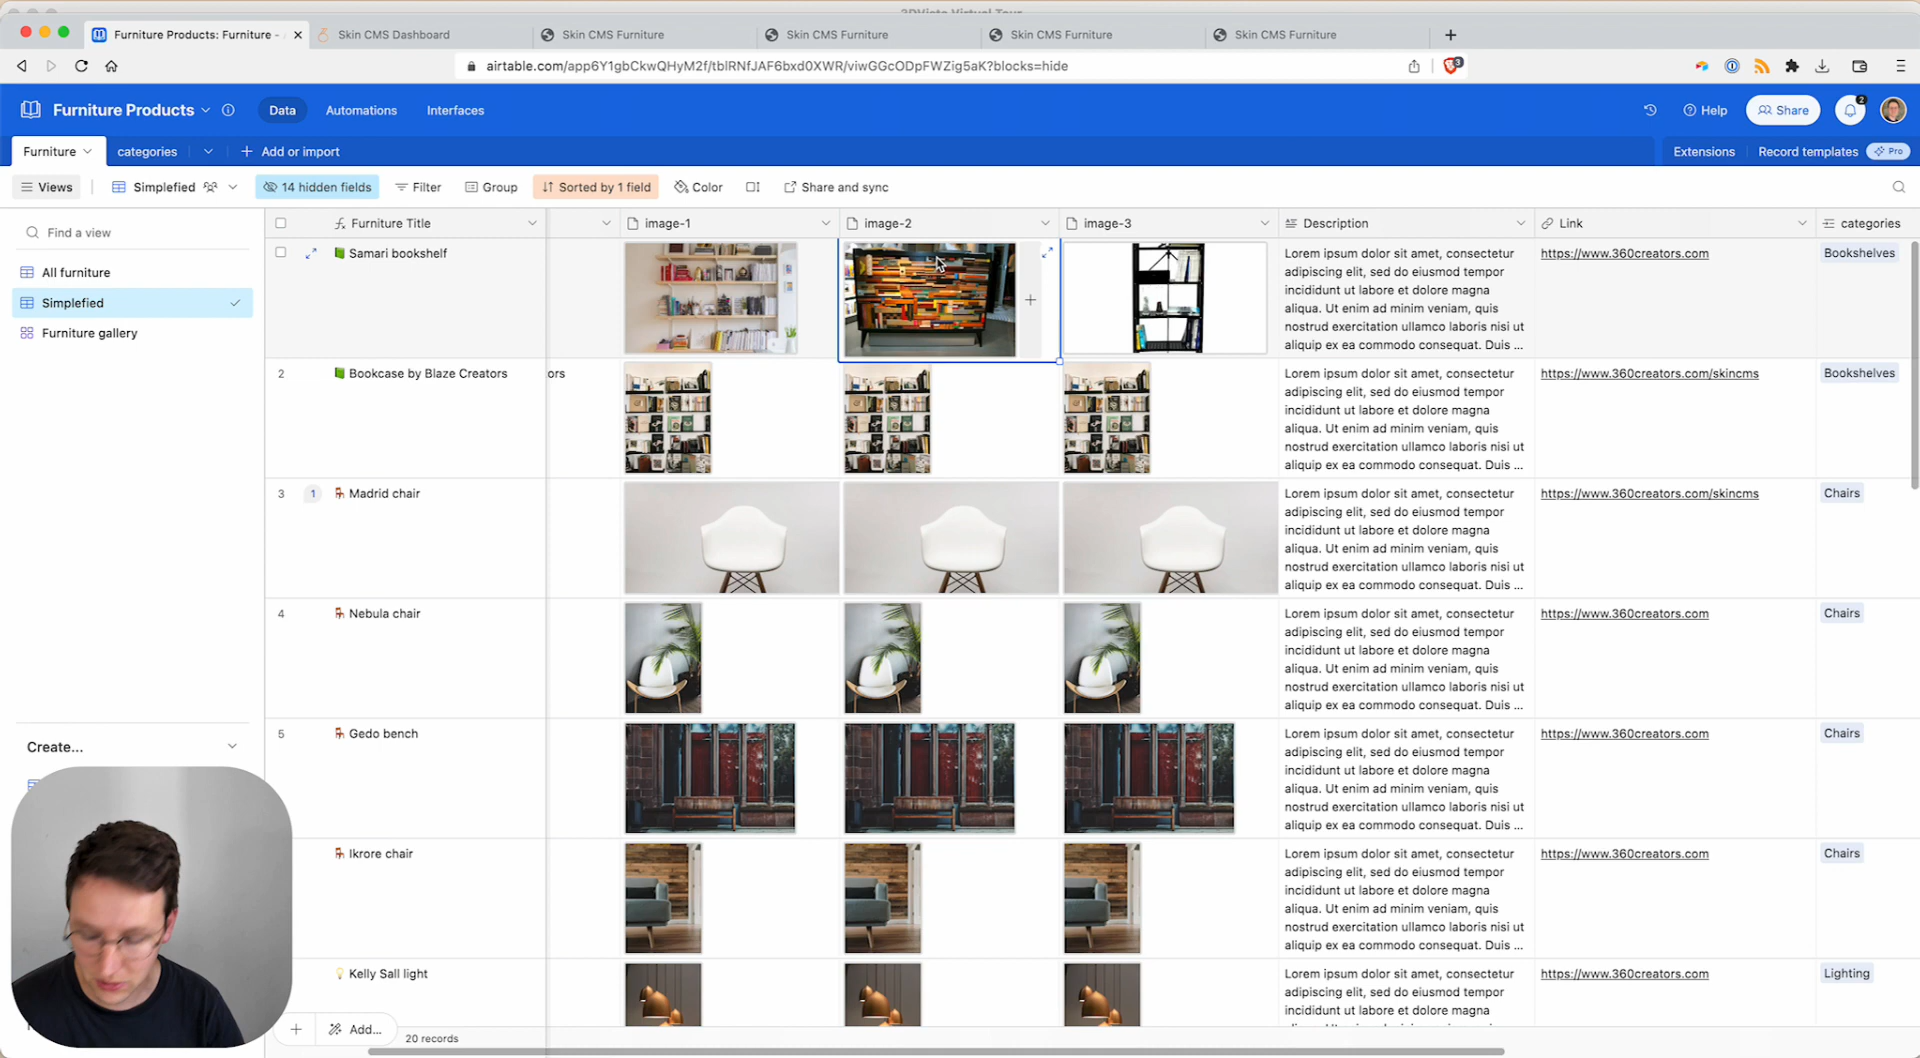 3DVista Virtual Tour
Furniture Products: Furniture -
Skin CMS Dashboard
Skin CMS Furniture
Skin CMS Furniture
Skin CMS Furniture
Skin CMS Furniture
airtable.com/app6Y1gbCkwQHyM2f/tblRNfJAF6bxd0XWR/viwGGcODpFWZig5aK?blocks=hide
3
Furniture Products
Data
Automations
Interfaces
Help
Share
2
Furniture
categories
Add or import
Extensions
Record templates
Pro
Views
Simplefied
14 hidden fields
Filter
Group
Sorted by 1 field
Color
Share and sync
Find a view
All furniture
Simplefied
Furniture gallery
Create...
Furniture Title
image-1
image-2
image-3
Description
Link
categories
Samari bookshelf
Lorem ipsum dolor sit amet, consectetur
adipiscing elit, sed do eiusmod tempor
incididunt ut labore et dolore magna
aliqua. Ut enim ad minim veniam, quis
nostrud exercitation ullamco laboris nisi ut
aliquip ex ea commodo consequat. Duis ...
https://www.360creators.com
Bookshelves
2
Bookcase by Blaze Creators
ors
Lorem ipsum dolor sit amet, consectetur
adipiscing elit, sed do eiusmod tempor
incididunt ut labore et dolore magna
aliqua. Ut enim ad minim veniam, quis
nostrud exercitation ullamco laboris nisi ut
aliquip ex ea commodo consequat. Duis ...
https://www.360creators.com/skincms
Bookshelves
3
1
Madrid chair
Lorem ipsum dolor sit amet, consectetur
adipiscing elit, sed do eiusmod tempor
incididunt ut labore et dolore magna
aliqua. Ut enim ad minim veniam, quis
nostrud exercitation ullamco laboris nisi ut
aliquip ex ea commodo consequat. Duis ...
https://www.360creators.com/skincms
Chairs
4
Nebula chair
Lorem ipsum dolor sit amet, consectetur
adipiscing elit, sed do eiusmod tempor
incididunt ut labore et dolore magna
aliqua. Ut enim ad minim veniam, quis
nostrud exercitation ullamco laboris nisi ut
aliquip ex ea commodo consequat. Duis ...
https://www.360creators.com
Chairs
5
Gedo bench
Lorem ipsum dolor sit amet, consectetur
adipiscing elit, sed do eiusmod tempor
incididunt ut labore et dolore magna
aliqua. Ut enim ad minim veniam, quis
nostrud exercitation ullamco laboris nisi ut
aliquip ex ea commodo consequat. Duis ...
https://www.360creators.com
Chairs
Ikrore chair
Lorem ipsum dolor sit amet, consectetur
adipiscing elit, sed do eiusmod tempor
incididunt ut labore et dolore magna
aliqua. Ut enim ad minim veniam, quis
nostrud exercitation ullamco laboris nisi ut
aliquip ex ea commodo consequat. Duis ...
https://www.360creators.com
Chairs
Kelly Sall light
Lorem ipsum dolor sit amet, consectetur
adipiscing elit, sed do eiusmod tempor
incididunt ut labore et dolore magna
https://www.360creators.com
Lighting
Add...
20 records